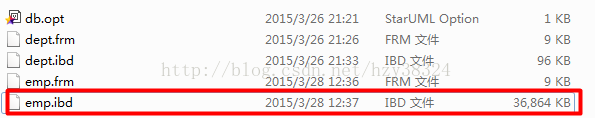 db.opt 2015/3/26 21:21 StarUML Option 1 KB
dept.frm 2015/3/26 21:26 FRM 文件 9 KB
dept.ibd 2015/3/26 21:33 IBD 文件 96 KB
http://blog.csdn.net/hzy38324
emp.frm 2015/3/28 12:36 FRM 文件 9 KB
emp.ibd 2015/3/28 12:37 IBD 文件 36,864 KB